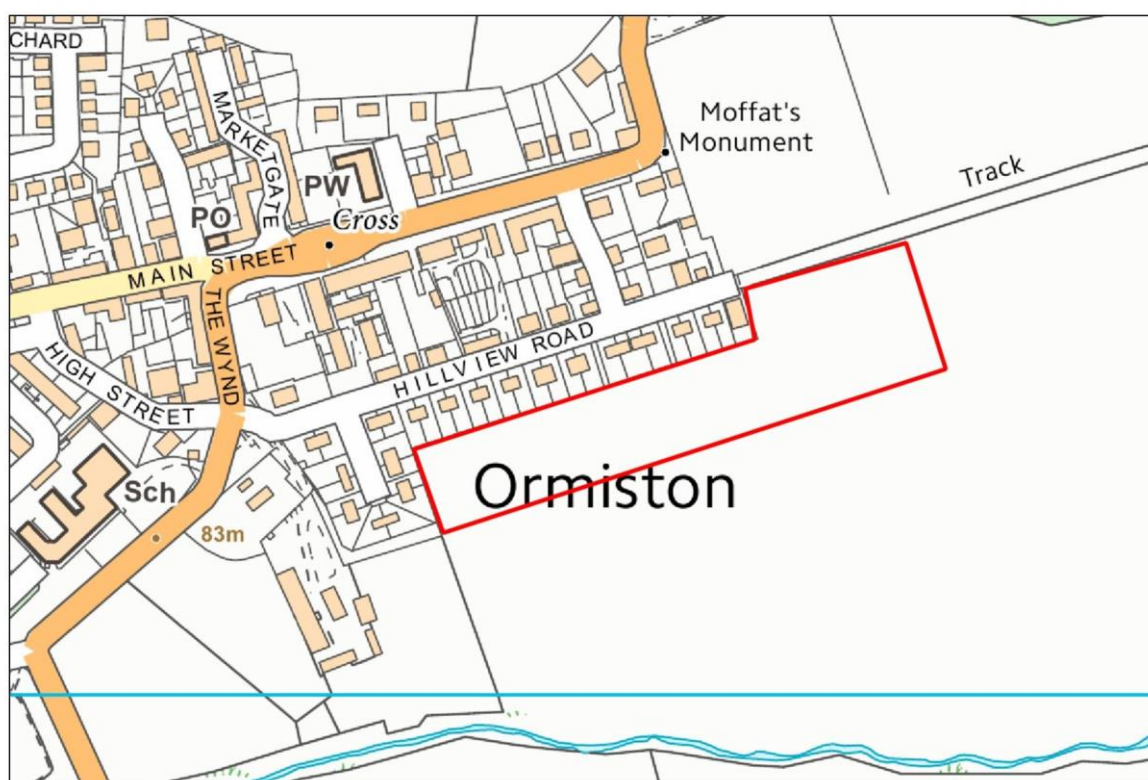 CHARD
MARKETGATE
Moffat's
Monument
PW
Track
PO
Cross
MAIN STREET
THE WYND
HILLVIEW ROAD
HIGH STREET
Sch
Ormiston
83m